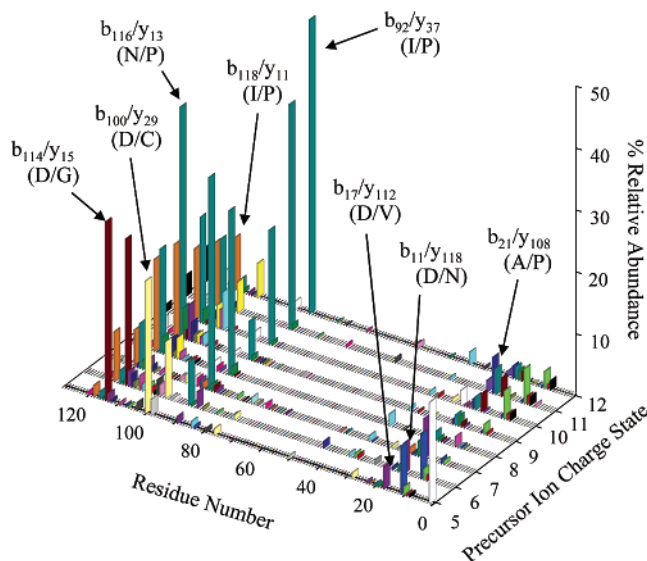 b₉₂/y₃₇
(I/P)
b₁₁₆/y₁₃
(N/P)
b₁₁₈/y₁₁
(I/P)
b₁₀₀/y₂₉
(D/C)
b₁₁₄/y₁₅
(D/G)
b₁₇/y₁₁₂
(D/V)
b₁₁/y₁₁₈
(D/N)
b₂₁/y₁₀₈
(A/P)
50
40
30
20
10
% Relative Abundance
120
100
80
60
40
20
0
Residue Number
5
6
7
8
9
10
11
12
Precursor Ion Charge State